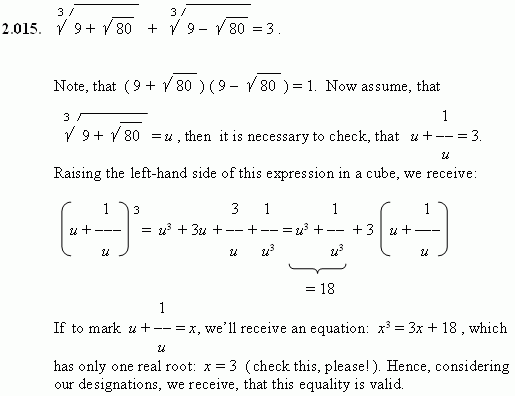 2.015. ∛(9 + √80) + ∛(9 − √80) = 3 .
Note, that ( 9 + √80 ) ( 9 − √80 ) = 1. Now assume, that
∛(9 + √80) = u , then it is necessary to check, that u + 1/u = 3.
Raising the left-hand side of this expression in a cube, we receive:
(u + 1/u)³ = u³ + 3u + 3/u + 1/u³ = u³ + 1/u³ + 3 (u + 1/u)
= 18
If to mark u + 1/u = x, we'll receive an equation: x³ = 3x + 18 , which
has only one real root: x = 3 ( check this, please! ). Hence, considering
our designations, we receive, that this equality is valid.